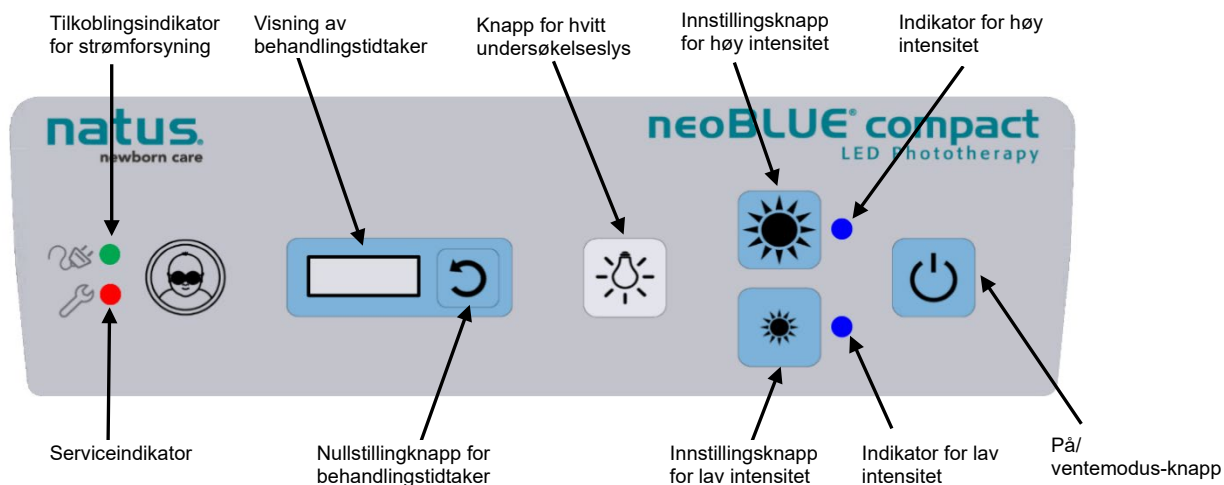 Tilkoblingsindikator
for strømforsyning
Visning av
behandlingstidtaker
Knapp for hvitt
undersøkelseslys
Innstillingsknapp
for høy intensitet
Indikator for høy
intensitet
natus.
newborn care
neoBLUE® compact
LED Phototherapy
Serviceindikator
Nullstillingknapp for
behandlingstidtaker
Innstillingsknapp
for lav intensitet
Indikator for lav
intensitet
På/
ventemodus-knapp